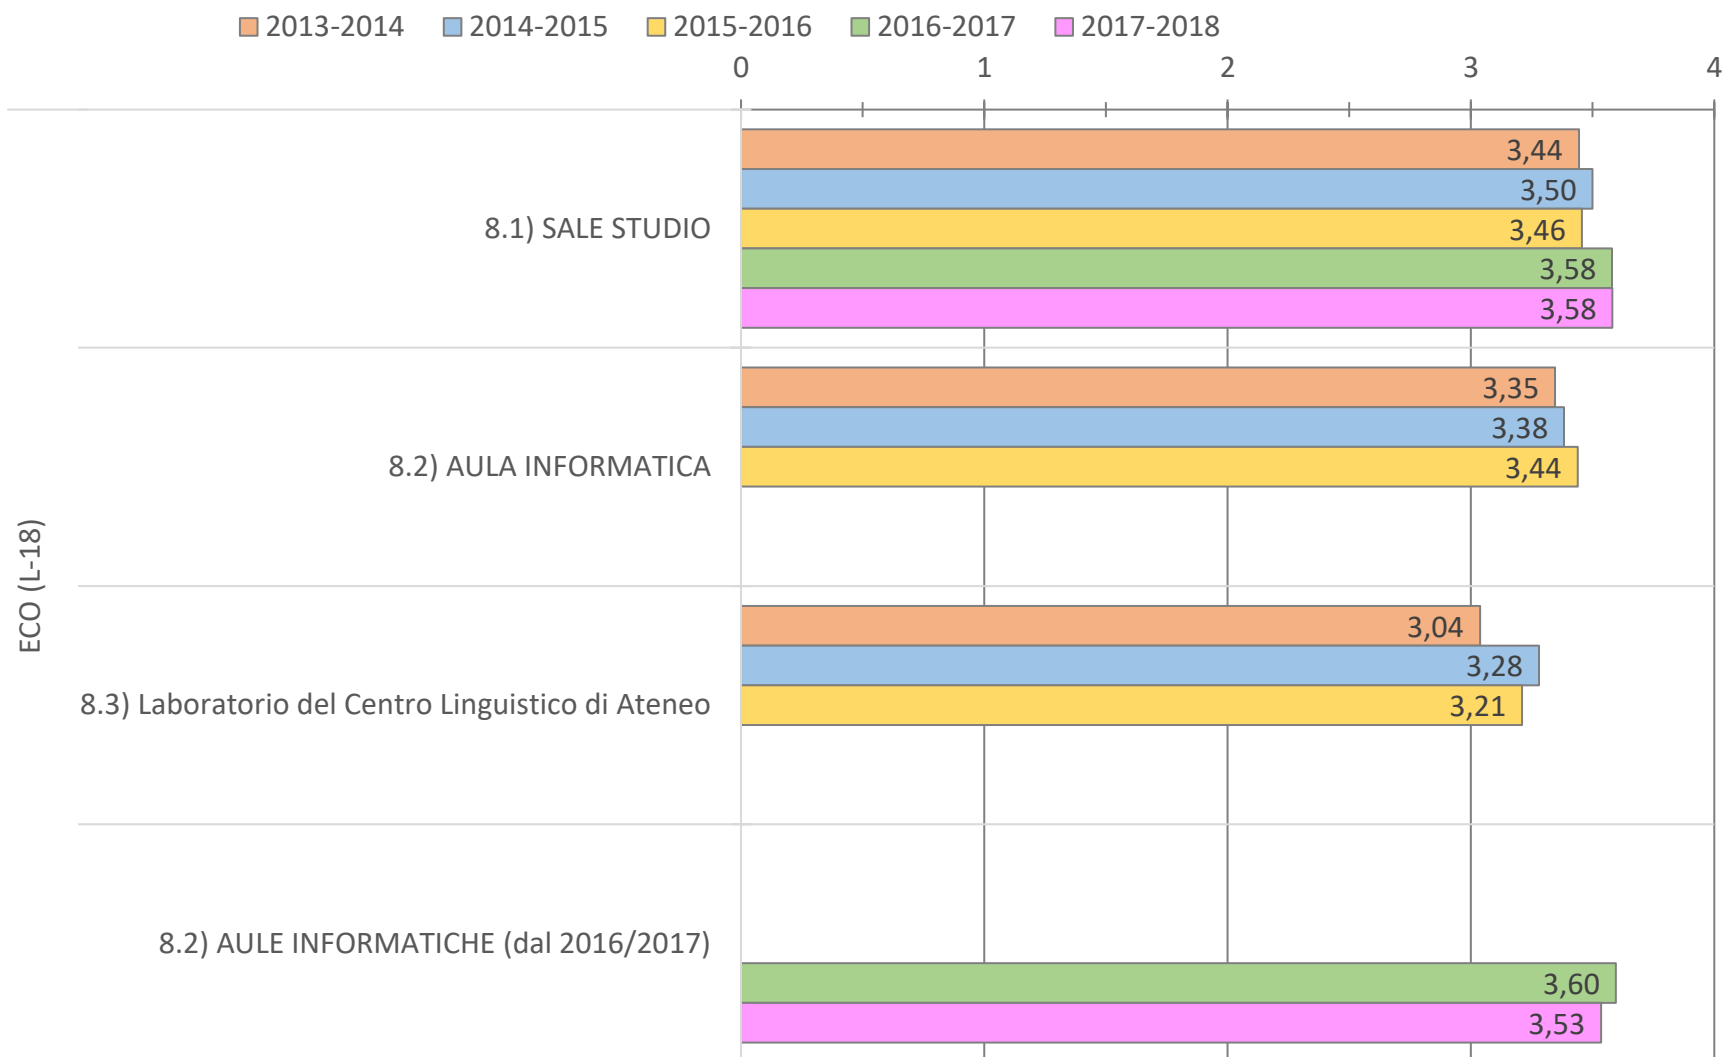 2013-2014 2014-2015 2015-2016 2016-2017 2017-2018
0 1 2 3 4
ECO (L-18)
8.1) SALE STUDIO
3,44
3,50
3,46
3,58
3,58
8.2) AULA INFORMATICA
3,35
3,38
3,44
8.3) Laboratorio del Centro Linguistico di Ateneo
3,04
3,28
3,21
8.2) AULE INFORMATICHE (dal 2016/2017)
3,60
3,53